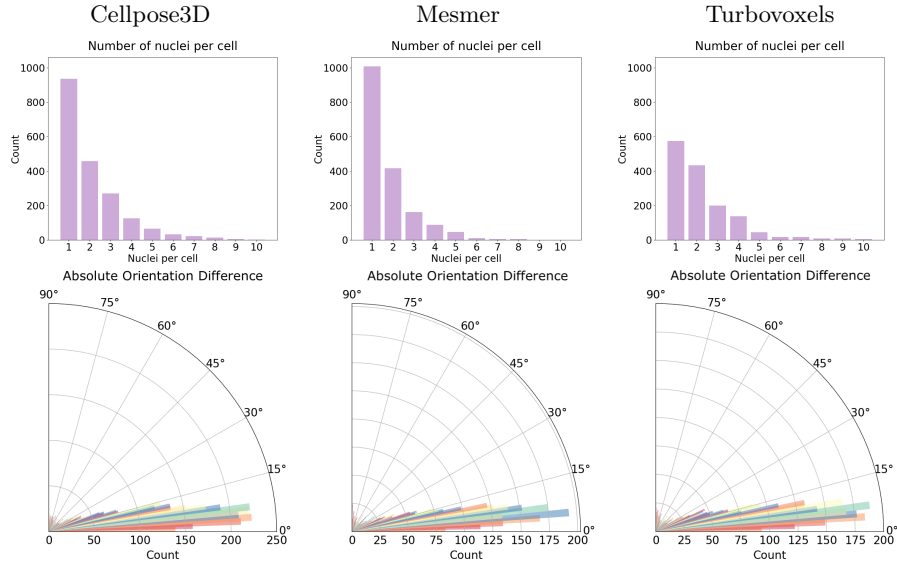 Cellpose3D Mesmer Turbovoxels
Number of nuclei per cell Number of nuclei per cell Number of nuclei per cell
1000 1000 1000
800 800 800
600 600 600
400 400 400
200 200 200
0 0 0
Count Count Count
1 2 3 4 5 6 7 8 9 10 1 2 3 4 5 6 7 8 9 10 1 2 3 4 5 6 7 8 9 10
Nuclei per cell Nuclei per cell Nuclei per cell
Absolute Orientation Difference Absolute Orientation Difference Absolute Orientation Difference
90° 75° 60° 45° 30° 15° 0° 90° 75° 60° 45° 30° 15° 0° 90° 75° 60° 45° 30° 15° 0°
0 50 100 150 200 250 0 25 50 75 100 125 150 175 200 0 25 50 75 100 125 150 175 200
Count Count Count